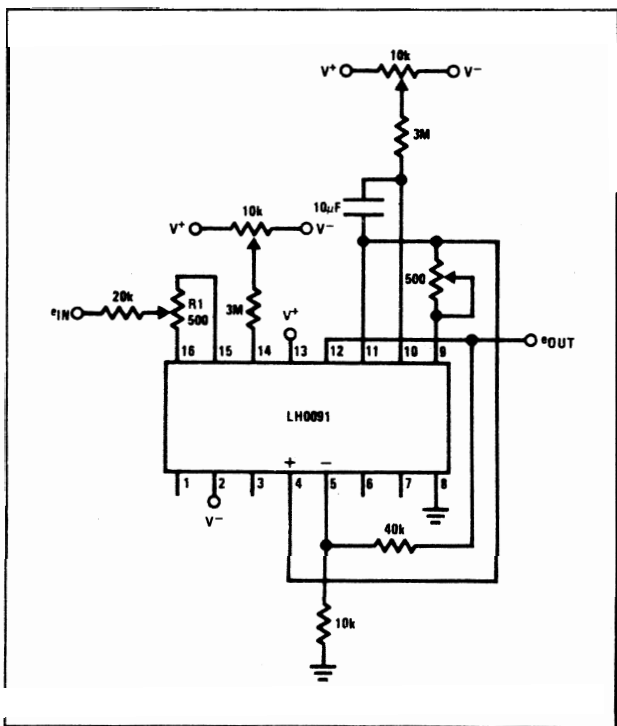 10k
V+ V−
3M
10k
10µF
V+ V−
500
20k
eIN
R1
500
3M
V+
eOUT
16 15 14 13 12 11 10 9
LH0091
+ −
1 2 3 4 5 6 7 8
V−
40k
10k